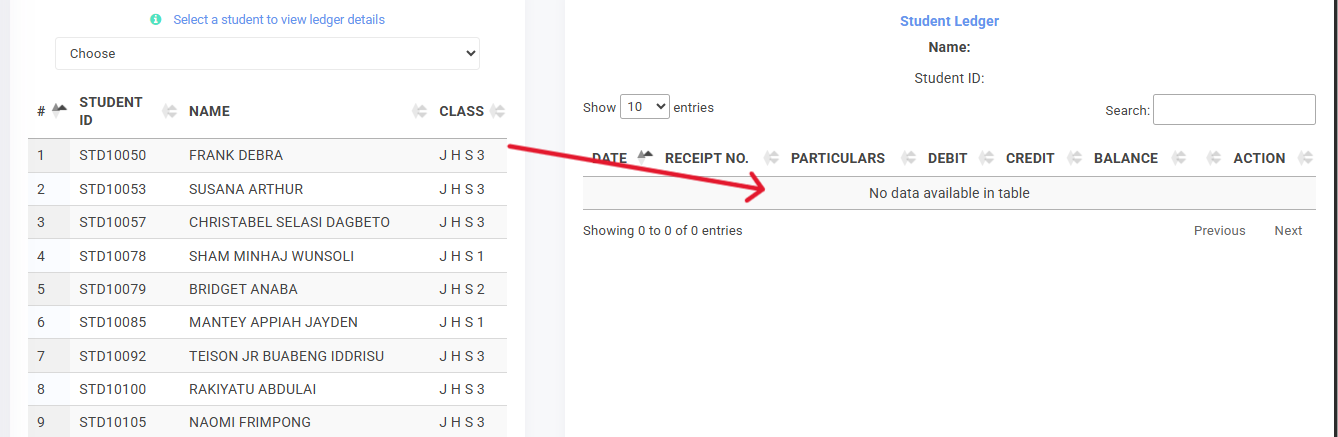 Select a student to view ledger details
Choose
# STUDENT ID NAME CLASS
1 STD10050 FRANK DEBRA J H S 3
2 STD10053 SUSANA ARTHUR J H S 3
3 STD10057 CHRISTABEL SELASI DAGBETO J H S 3
4 STD10078 SHAM MINHAJ WUNSOLI J H S 1
5 STD10079 BRIDGET ANABA J H S 2
6 STD10085 MANTEY APPIAH JAYDEN J H S 1
7 STD10092 TEISON JR BUABENG IDDRISU J H S 3
8 STD10100 RAKIYATU ABDULAI J H S 3
9 STD10105 NAOMI FRIMPONG J H S 3
Student Ledger
Name:
Student ID:
Show 10 entries Search:
DATE RECEIPT NO. PARTICULARS DEBIT CREDIT BALANCE ACTION
No data available in table
Showing 0 to 0 of 0 entries Previous Next